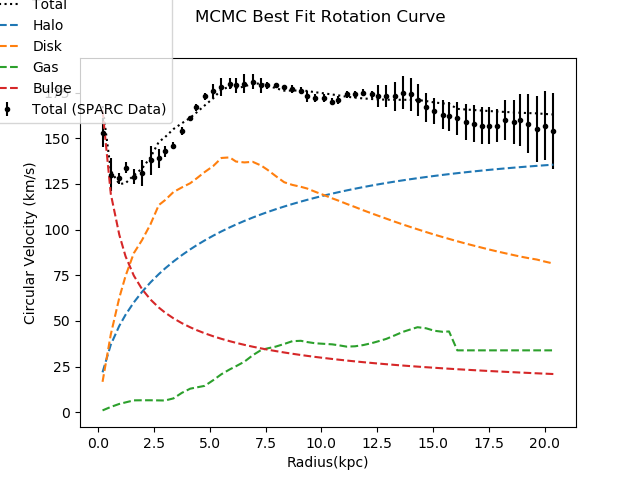 MCMC Best Fit Rotation Curve
Total
Halo
Disk
Gas
Bulge
Total (SPARC Data)
150
125
100
75
50
25
0
Circular Velocity (km/s)
0.0 2.5 5.0 7.5 10.0 12.5 15.0 17.5 20.0
Radius(kpc)